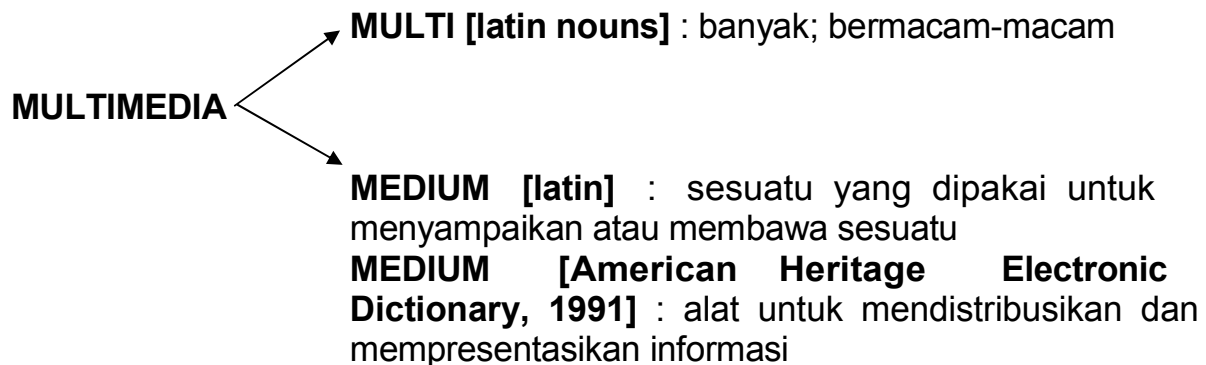 MULTI [latin nouns] : banyak; bermacam-macam
MULTIMEDIA
MEDIUM [latin] : sesuatu yang dipakai untuk
menyampaikan atau membawa sesuatu
MEDIUM [American Heritage Electronic
Dictionary, 1991] : alat untuk mendistribusikan dan
mempresentasikan informasi